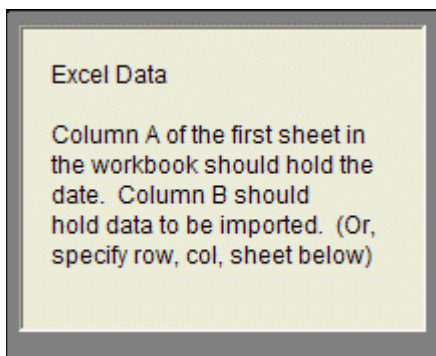 Excel Data
Column A of the first sheet in
the workbook should hold the
date.  Column B should
hold data to be imported.  (Or,
specify row, col, sheet below)